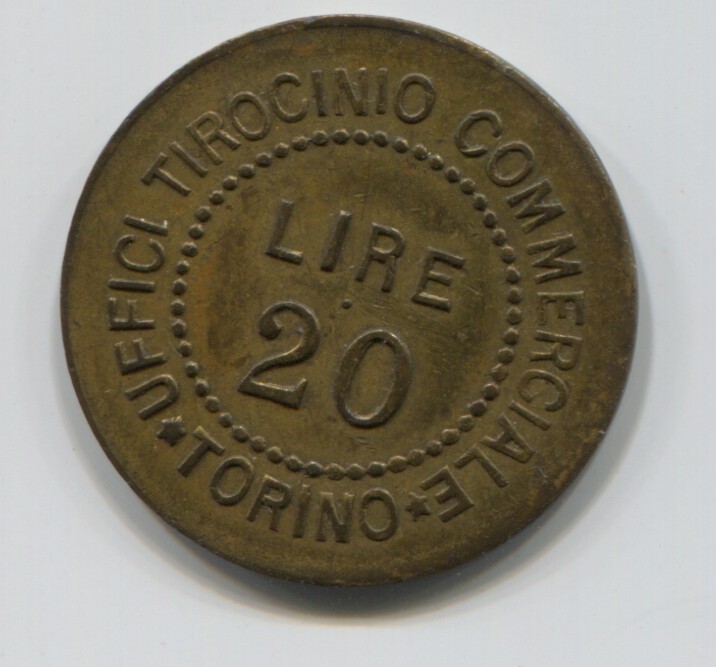 UFFICI TIROCINIO COMMERCIALE
LIRE
20
★ TORINO ★